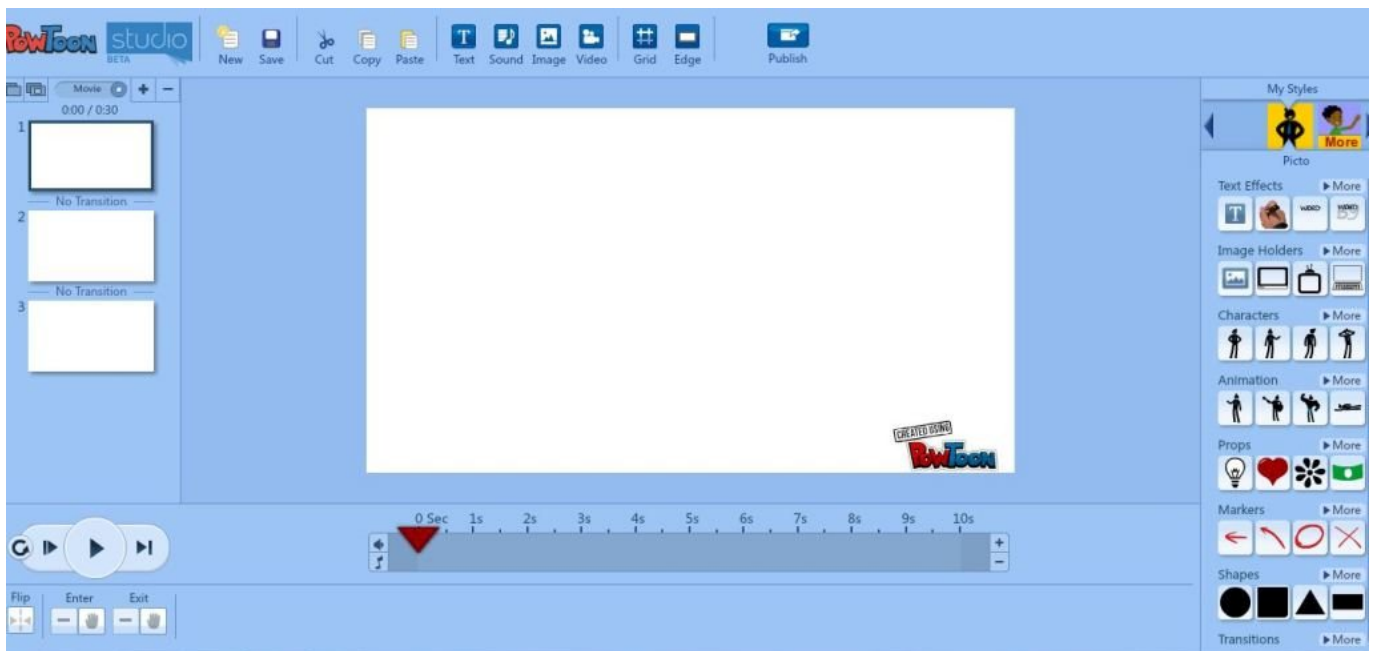 PowToon studio
BETA
New Save Cut Copy Paste Text Sound Image Video Grid Edge Publish
Movie
0:00 / 0:30
1
No Transition
2
No Transition
3
CREATED USING
PowToon
0 Sec 1s 2s 3s 4s 5s 6s 7s 8s 9s 10s
Flip Enter Exit
My Styles
More
Picto
Text Effects More
T
Image Holders More
Characters More
Animation More
Props More
Markers More
Shapes More
Transitions More